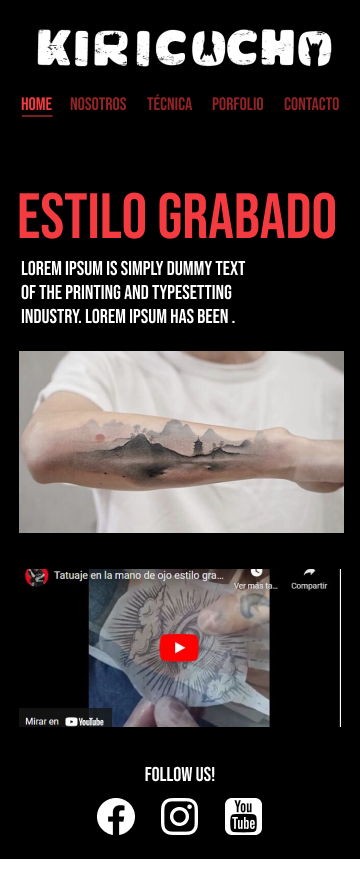 KIRICOCHO
HOME NOSOTROS TÉCNICA PORFOLIO CONTACTO
ESTILO GRABADO
LOREM IPSUM IS SIMPLY DUMMY TEXT
OF THE PRINTING AND TYPESETTING
INDUSTRY. LOREM IPSUM HAS BEEN .
Tatuaje en la mano de ojo estilo gra...
Ver más ta... Compartir
Mirar en YouTube
FOLLOW US!
You
Tube